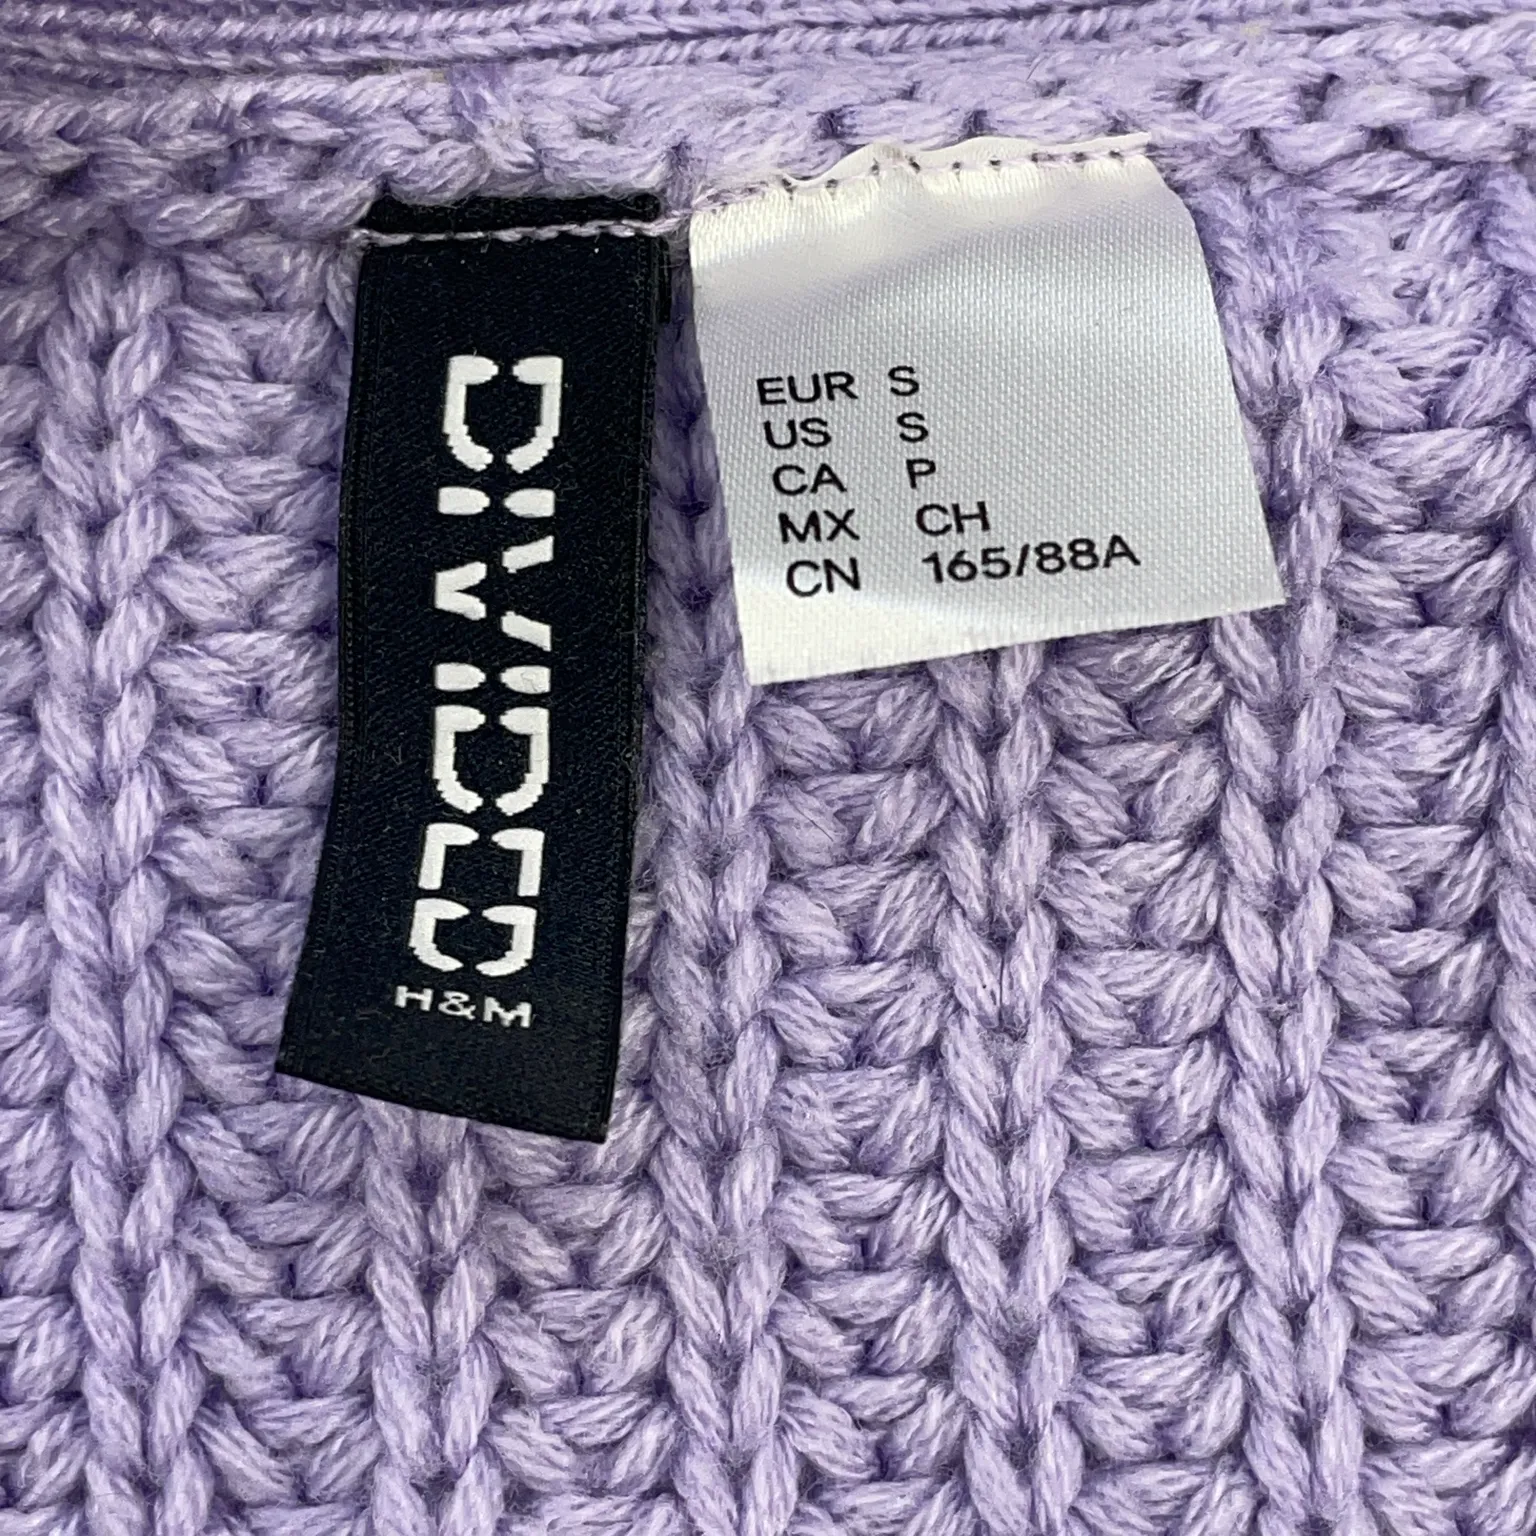 DIVIDED
H&M
EUR S
US S
CA P
MX CH
CN 165/88A